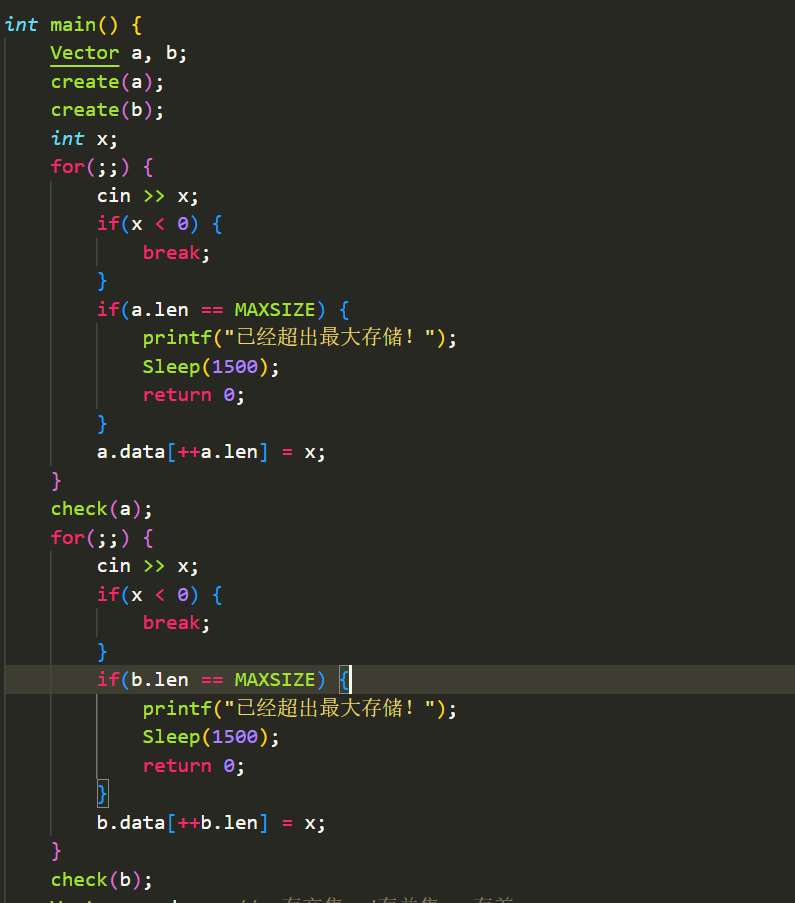 int main() {
    Vector a, b;
    create(a);
    create(b);
    int x;
    for(;;) {
        cin >> x;
        if(x < 0) {
            break;
        }
        if(a.len == MAXSIZE) {
            printf("已经超出最大存储！");
            Sleep(1500);
            return 0;
        }
        a.data[++a.len] = x;
    }
    check(a);
    for(;;) {
        cin >> x;
        if(x < 0) {
            break;
        }
        if(b.len == MAXSIZE) {
            printf("已经超出最大存储！");
            Sleep(1500);
            return 0;
        }
        b.data[++b.len] = x;
    }
    check(b);